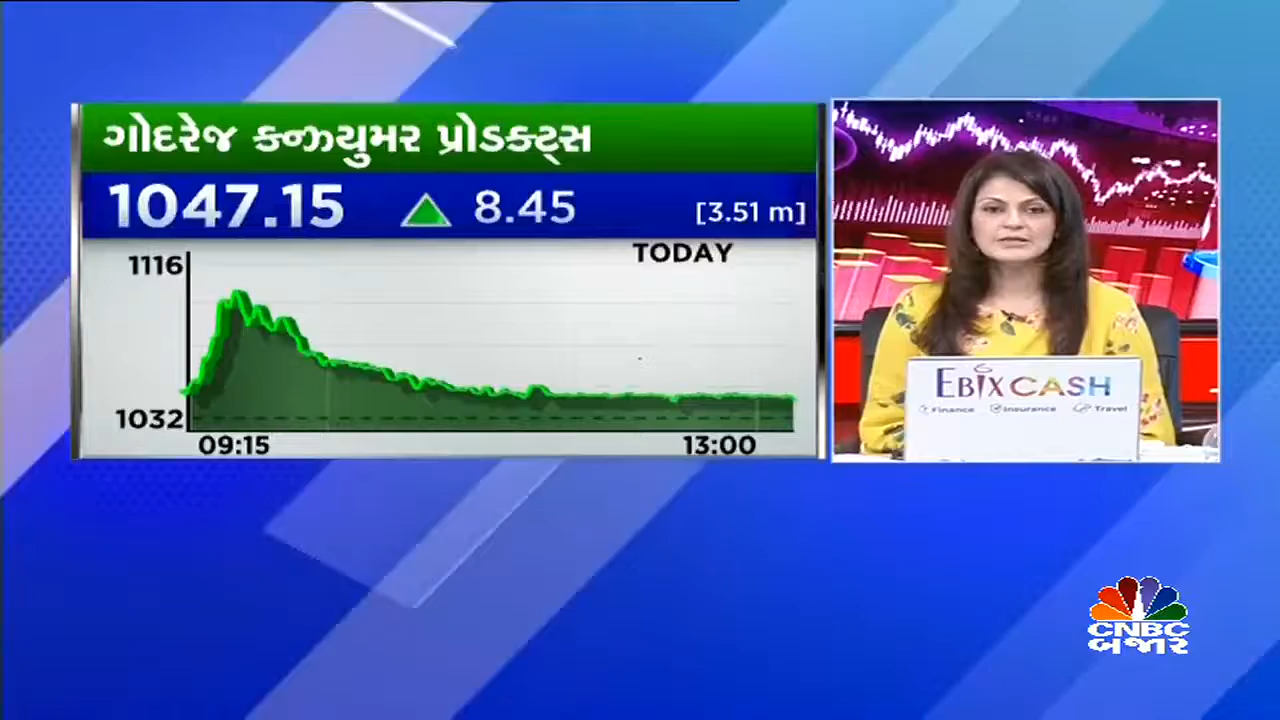 ગોદરેજ કન્ઝયુમર પ્રોડક્ટ્સ
1047.15 ▲ 8.45 [3.51 m]
TODAY
1116
1032
09:15 13:00
EBIXCASH
Finance Insurance Travel
CNBC
બજાર